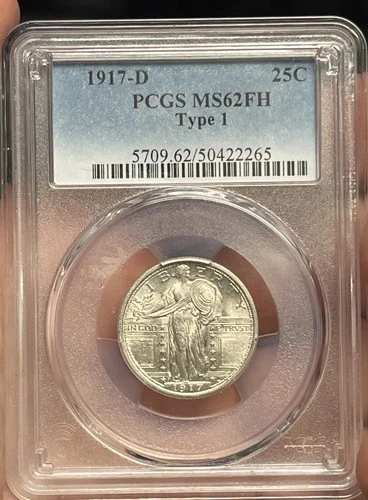 1917-D 25C
PCGS MS62FH
Type 1
5709.62/50422265
LIBERTY
IN GOD WE TRUST
1917